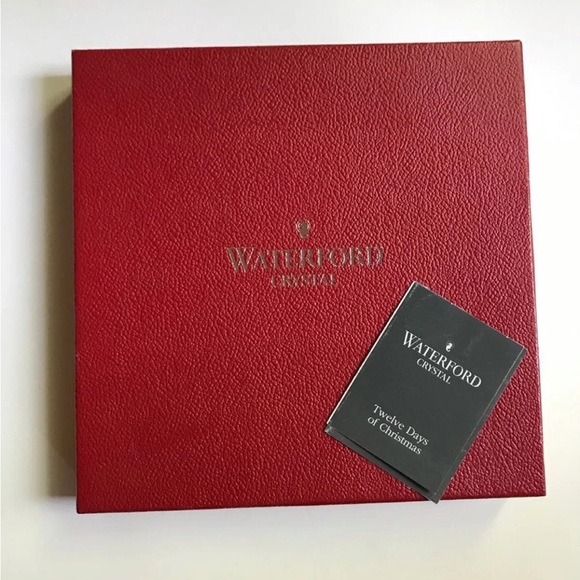 WATERFORD
CRYSTAL
WATERFORD
CRYSTAL
Twelve Days
of Christmas